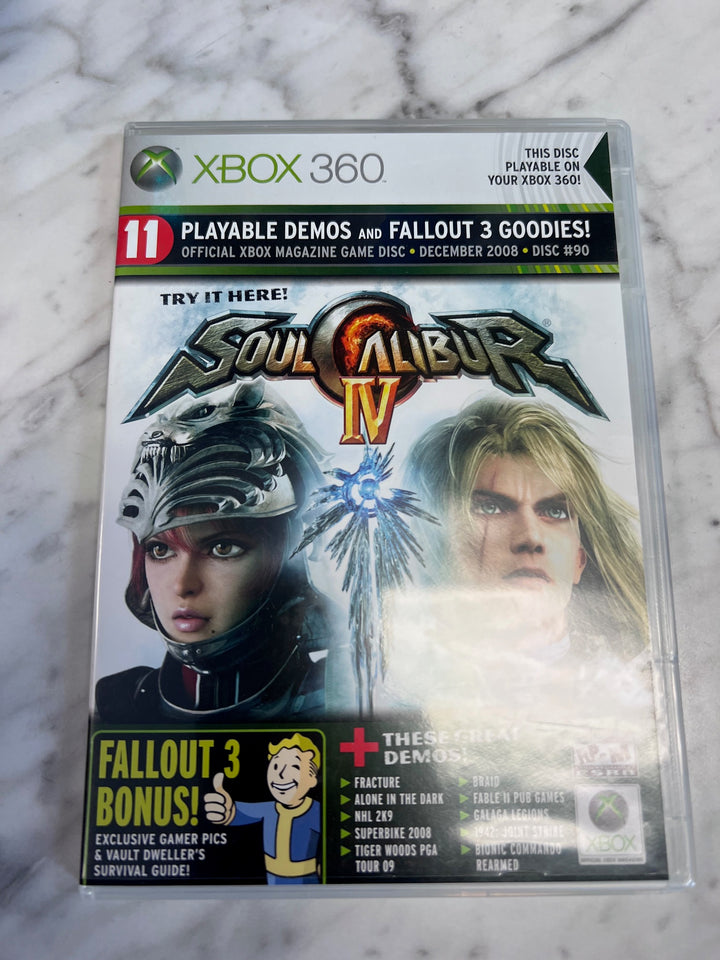 XBOX 360
THIS DISC
PLAYABLE ON
YOUR XBOX 360!
11
PLAYABLE DEMOS AND FALLOUT 3 GOODIES!
OFFICIAL XBOX MAGAZINE GAME DISC • DECEMBER 2008 • DISC #90
TRY IT HERE!
SOULCALIBUR®
IV
FALLOUT 3
BONUS!
EXCLUSIVE GAMER PICS
& VAULT DWELLER'S
SURVIVAL GUIDE!
+ THESE GREAT
DEMOS!
FRACTURE
ALONE IN THE DARK
NHL 2K9
SUPERBIKE 2008
TIGER WOODS PGA
TOUR 09
BRAID
FABLE II PUB GAMES
GALAGA LEGIONS
1942: JOINT STRIKE
BIONIC COMMANDO
REARMED
ESRB
XBOX